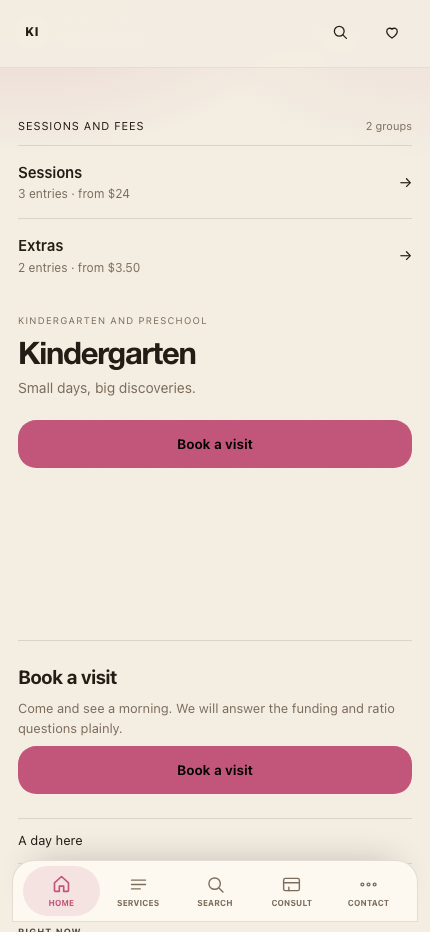 KI
SESSIONS AND FEES
2 groups
Sessions
3 entries · from $24
Extras
2 entries · from $3.50
KINDERGARTEN AND PRESCHOOL
Kindergarten
Small days, big discoveries.
Book a visit
Book a visit
Come and see a morning. We will answer the funding and ratio
questions plainly.
Book a visit
A day here
HOME
SERVICES
SEARCH
CONSULT
CONTACT
RIGHT NOW